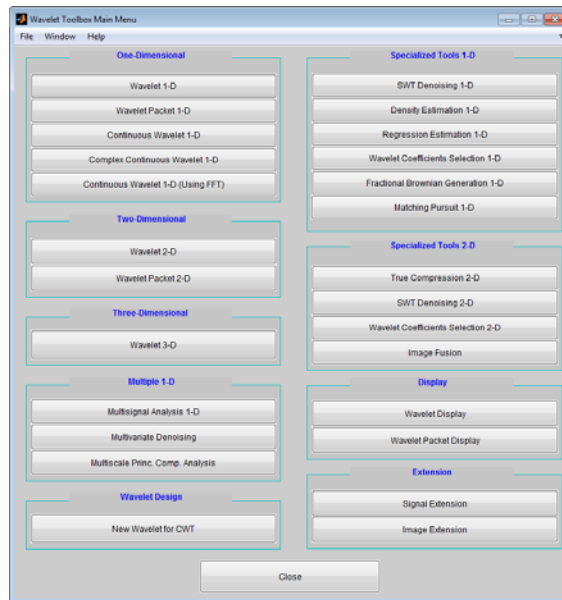 Wavelet Toolbox Main Menu
File Window Help
One-Dimensional
Wavelet 1-D
Wavelet Packet 1-D
Continuous Wavelet 1-D
Complex Continuous Wavelet 1-D
Continuous Wavelet 1-D (Using FFT)
Two-Dimensional
Wavelet 2-D
Wavelet Packet 2-D
Three-Dimensional
Wavelet 3-D
Multiple 1-D
Multisignal Analysis 1-D
Multivariate Denoising
Multiscale Princ. Comp. Analysis
Wavelet Design
New Wavelet for CWT
Specialized Tools 1-D
SWT Denoising 1-D
Density Estimation 1-D
Regression Estimation 1-D
Wavelet Coefficients Selection 1-D
Fractional Brownian Generation 1-D
Matching Pursuit 1-D
Specialized Tools 2-D
True Compression 2-D
SWT Denoising 2-D
Wavelet Coefficients Selection 2-D
Image Fusion
Display
Wavelet Display
Wavelet Packet Display
Extension
Signal Extension
Image Extension
Close